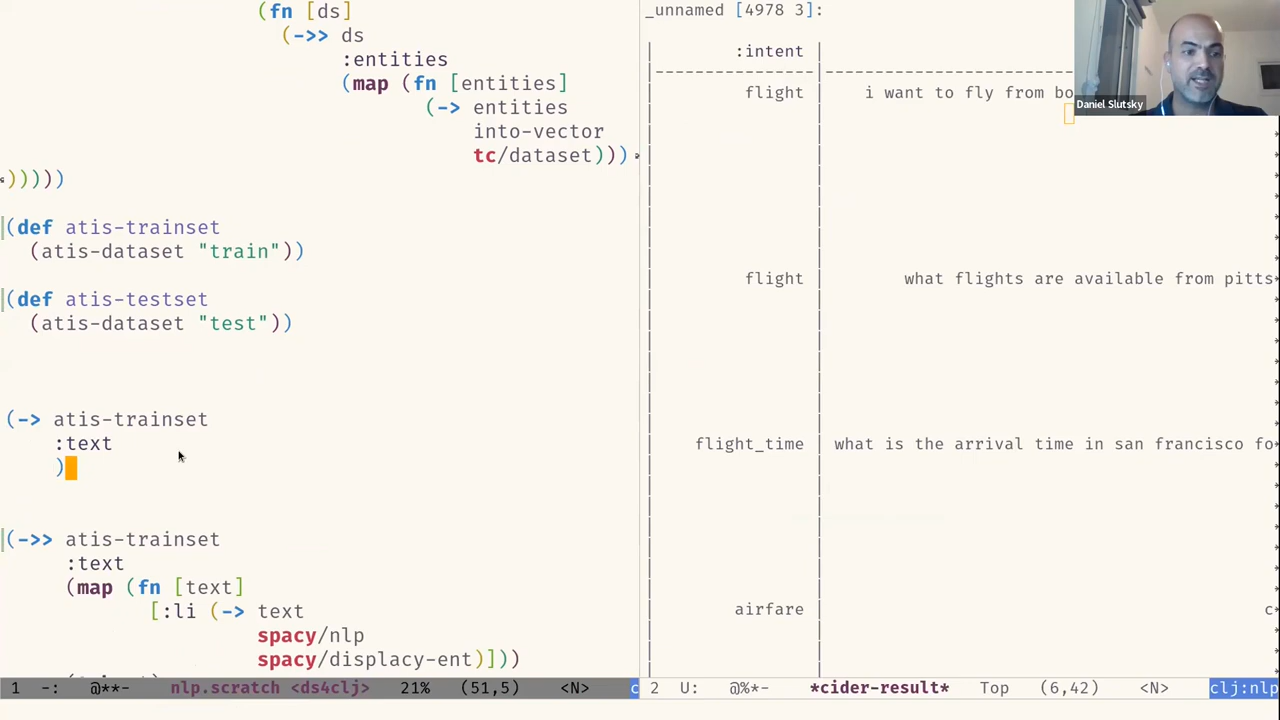 (fn [ds]
(->> ds
:entities
(map (fn [entities]
(-> entities
into-vector
tc/dataset)))
)))))
(def atis-trainset
(atis-dataset "train"))
(def atis-testset
(atis-dataset "test"))
(-> atis-trainset
:text
)
(->> atis-trainset
:text
(map (fn [text]
[:li (-> text
spacy/nlp
spacy/displacy-ent)]))
1 -: @**- nlp.scratch <ds4clj> 21% (51,5) <N> c
_unnamed [4978 3]:
| :intent |
|---------------|------------------------
flight | i want to fly from bo
flight | what flights are available from pitts
flight_time | what is the arrival time in san francisco fo
airfare | c
2 U: @%*- *cider-result* Top (6,42) <N> clj:nlp
Daniel Slutsky